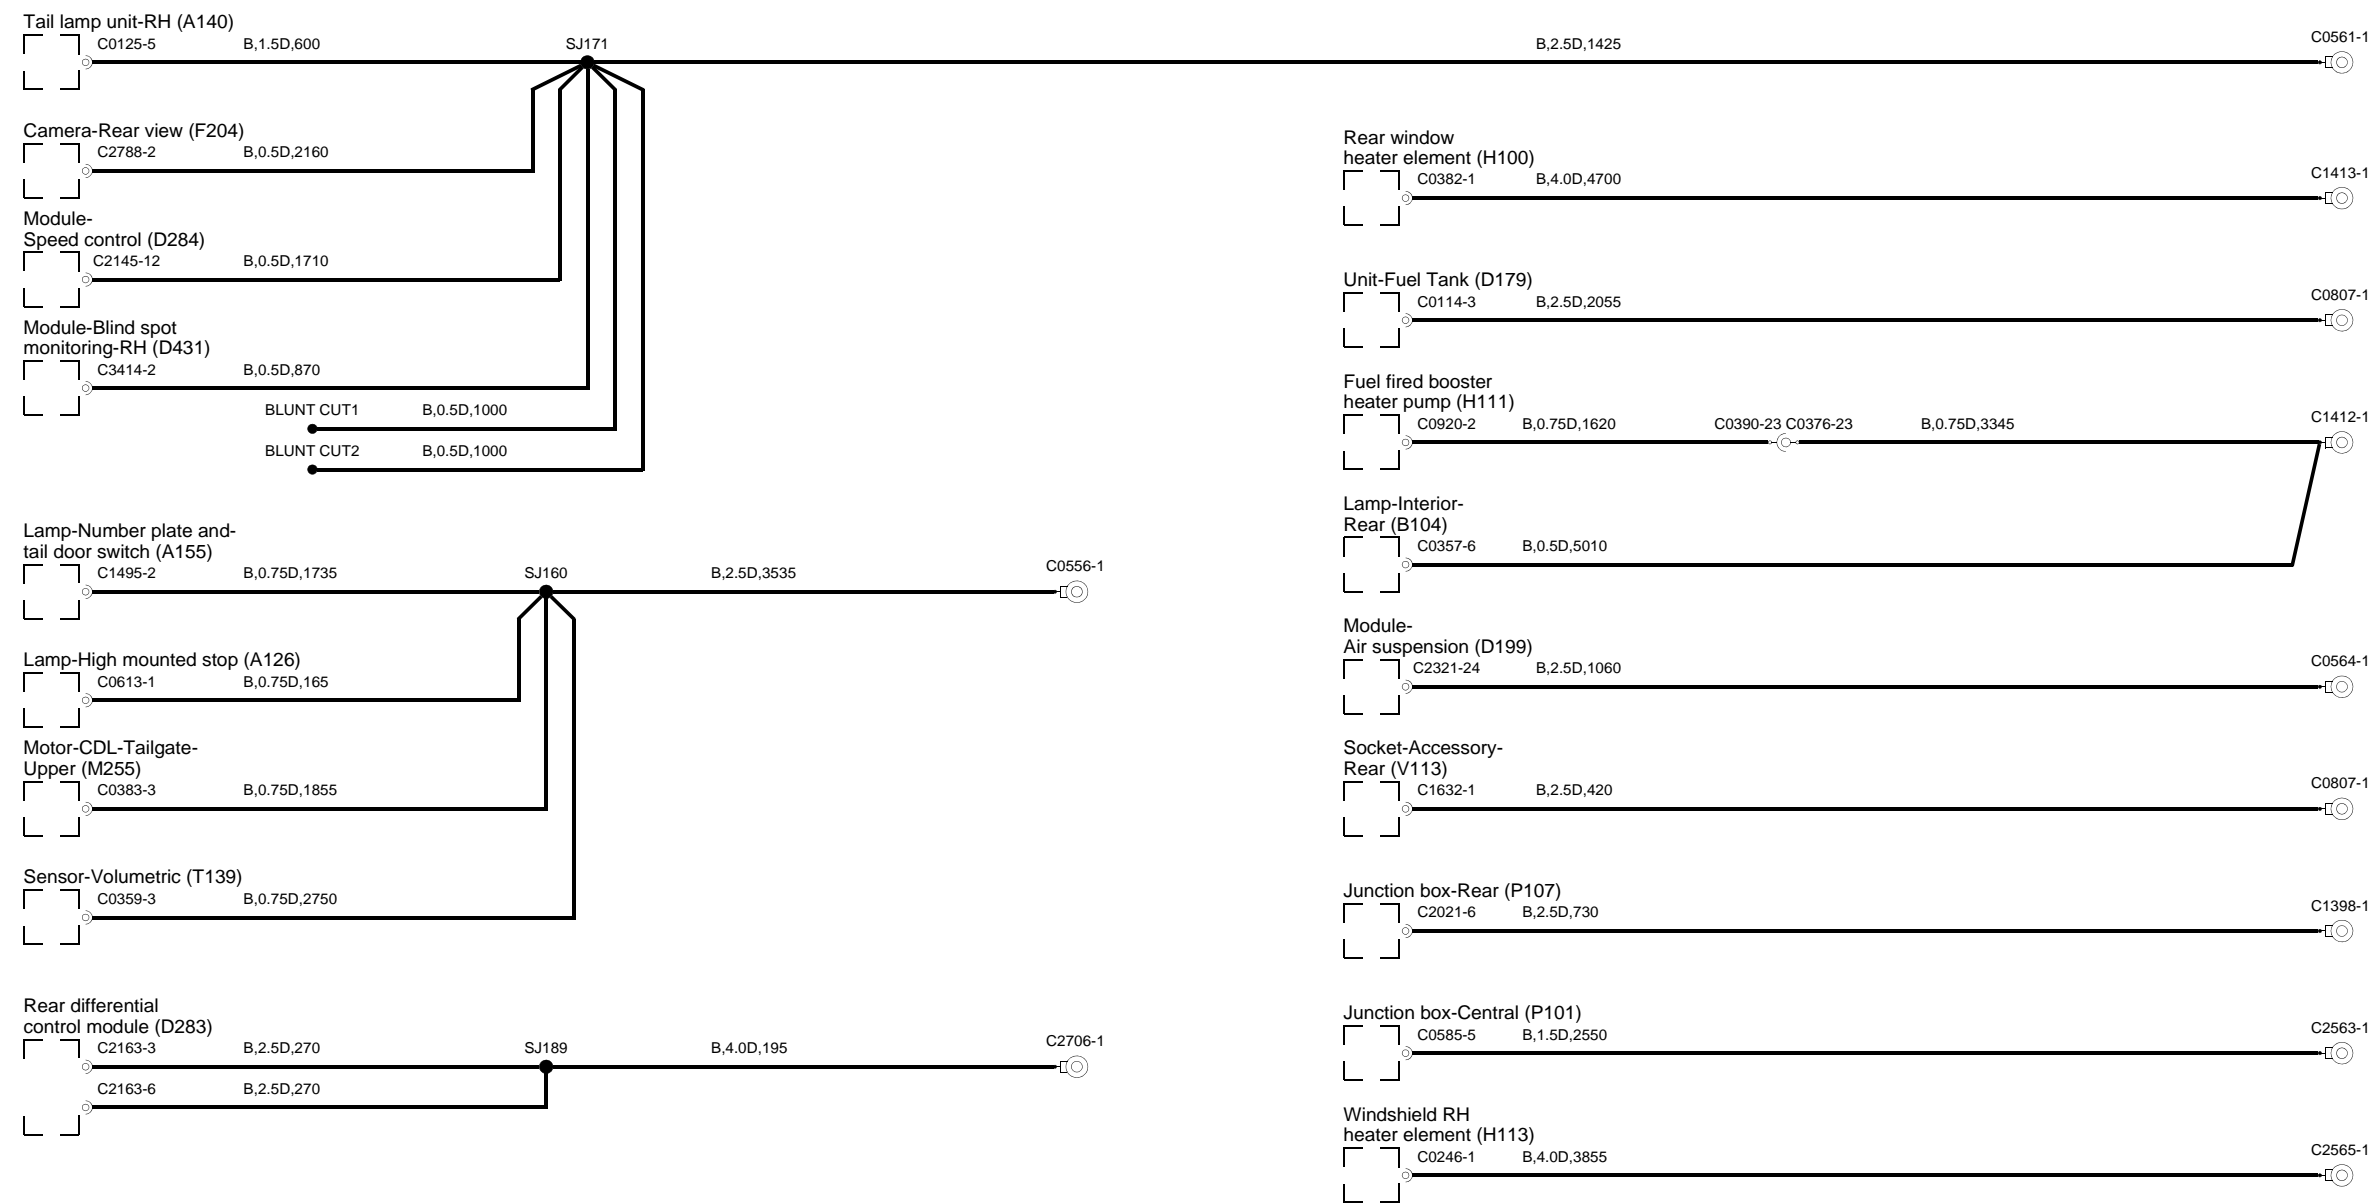 Tail lamp unit-RH (A140)
C0125-5 B,1.5D,600 SJ171 B,2.5D,1425 C0561-1
Camera-Rear view (F204)
C2788-2 B,0.5D,2160
Module-
Speed control (D284)
C2145-12 B,0.5D,1710
Module-Blind spot
monitoring-RH (D431)
C3414-2 B,0.5D,870
BLUNT CUT1 B,0.5D,1000
BLUNT CUT2 B,0.5D,1000
Lamp-Number plate and-
tail door switch (A155)
C1495-2 B,0.75D,1735 SJ160 B,2.5D,3535 C0556-1
Lamp-High mounted stop (A126)
C0613-1 B,0.75D,165
Motor-CDL-Tailgate-
Upper (M255)
C0383-3 B,0.75D,1855
Sensor-Volumetric (T139)
C0359-3 B,0.75D,2750
Rear differential
control module (D283)
C2163-3 B,2.5D,270 SJ189 B,4.0D,195 C2706-1
C2163-6 B,2.5D,270
Rear window
heater element (H100)
C0382-1 B,4.0D,4700 C1413-1
Unit-Fuel Tank (D179)
C0114-3 B,2.5D,2055 C0807-1
Fuel fired booster
heater pump (H111)
C0920-2 B,0.75D,1620 C0390-23 C0376-23 B,0.75D,3345 C1412-1
Lamp-Interior-
Rear (B104)
C0357-6 B,0.5D,5010
Module-
Air suspension (D199)
C2321-24 B,2.5D,1060 C0564-1
Socket-Accessory-
Rear (V113)
C1632-1 B,2.5D,420 C0807-1
Junction box-Rear (P107)
C2021-6 B,2.5D,730 C1398-1
Junction box-Central (P101)
C0585-5 B,1.5D,2550 C2563-1
Windshield RH
heater element (H113)
C0246-1 B,4.0D,3855 C2565-1